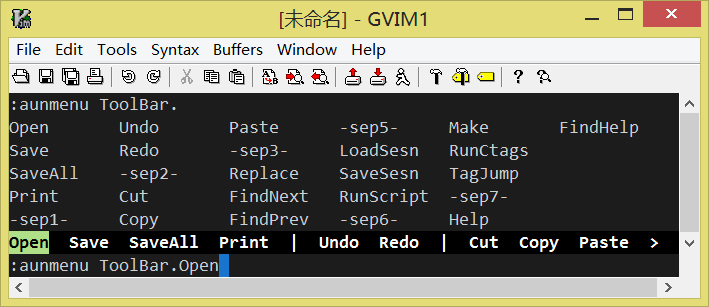 [未命名] - GVIM1
File Edit Tools Syntax Buffers Window Help
:aunmenu ToolBar.
Open Undo Paste -sep5- Make FindHelp
Save Redo -sep3- LoadSesn RunCtags
SaveAll -sep2- Replace SaveSesn TagJump
Print Cut FindNext RunScript -sep7-
-sep1- Copy FindPrev -sep6- Help
Open Save SaveAll Print | Undo Redo | Cut Copy Paste >
:aunmenu ToolBar.Open